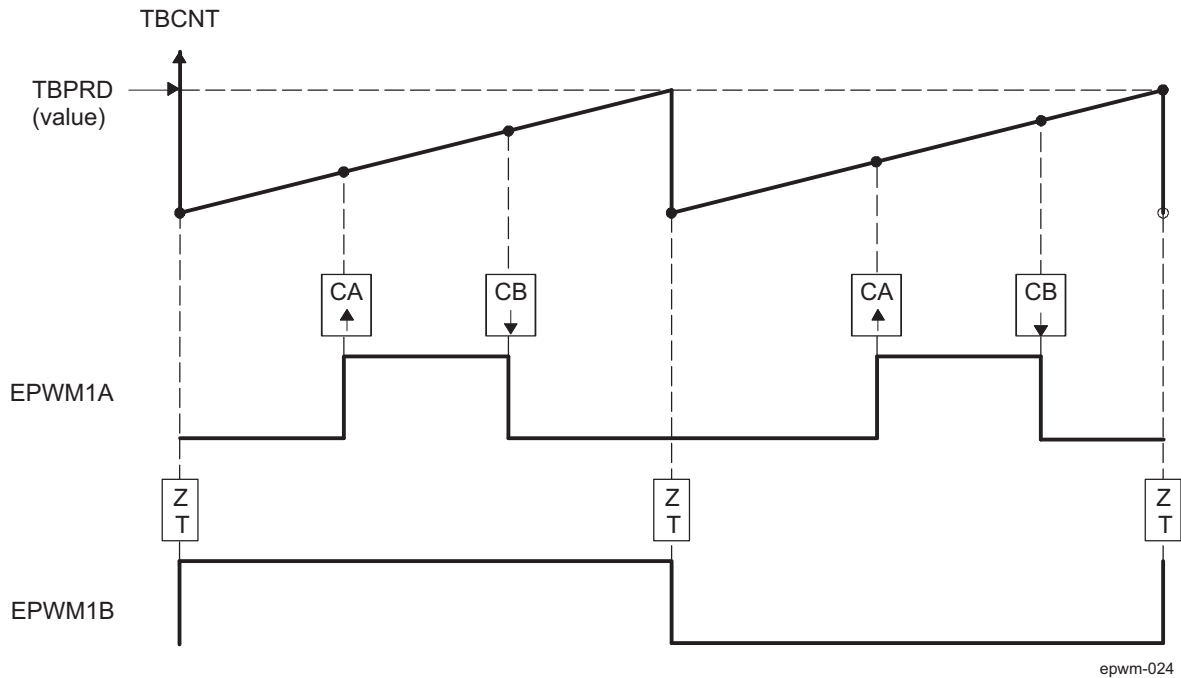 TBCNT
TBPRD
(value)
CA
CB
CA
CB
EPWM1A
Z
T
Z
T
Z
T
EPWM1B
epwm-024